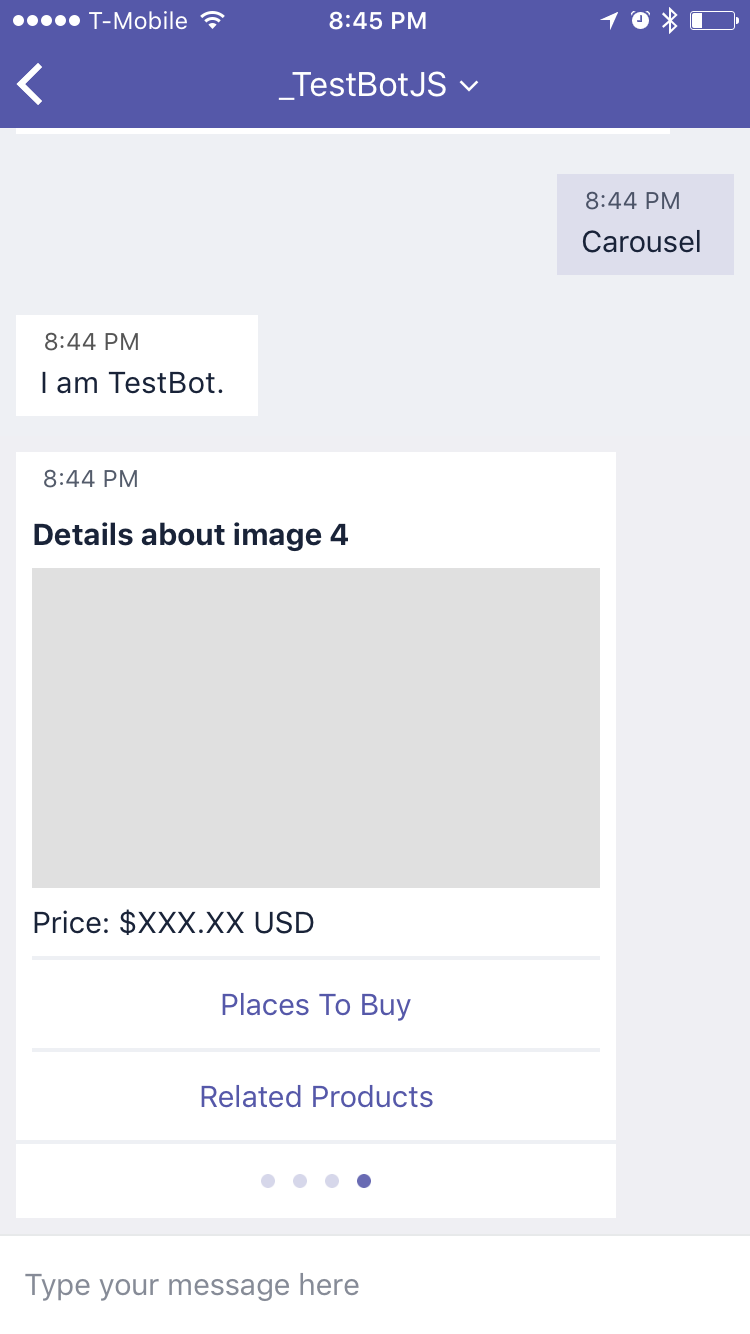 T-Mobile 8:45 PM
_TestBotJS
8:44 PM
Carousel
8:44 PM
I am TestBot.
8:44 PM
Details about image 4
Price: $XXX.XX USD
Places To Buy
Related Products
Type your message here